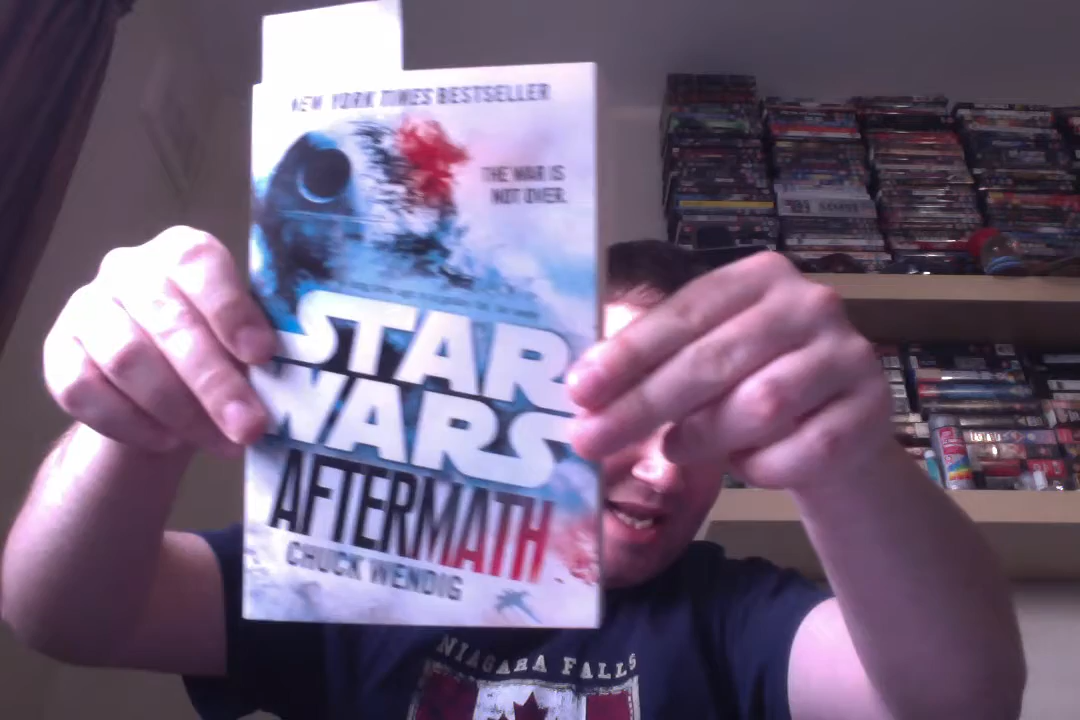 NEW YORK TIMES BESTSELLER
THE WAR IS
NOT OVER.
STAR
WARS
AFTERMATH
CHUCK WENDIG
NIAGARA FALLS